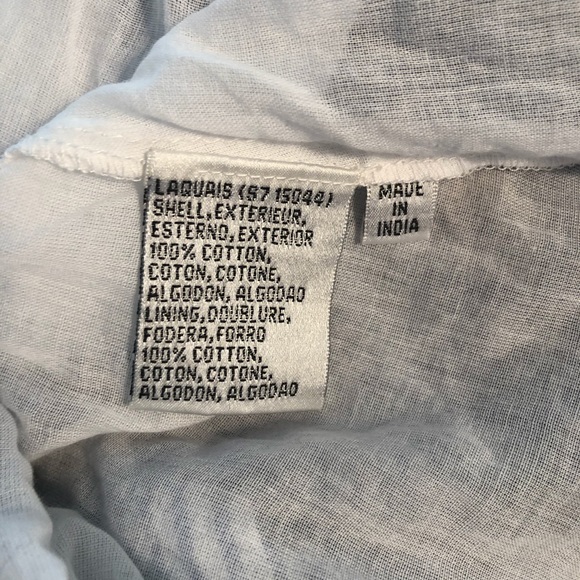 LAQUAIS (S7 15044)
SHELL, EXTERIEUR,
ESTERNO, EXTERIOR
100% COTTON,
COTON, COTONE,
ALGODON, ALGODAO
LINING, DOUBLURE,
FODERA, FORRO
100% COTTON,
COTON, COTONE,
ALGODON, ALGODAO
MADE
IN
INDIA